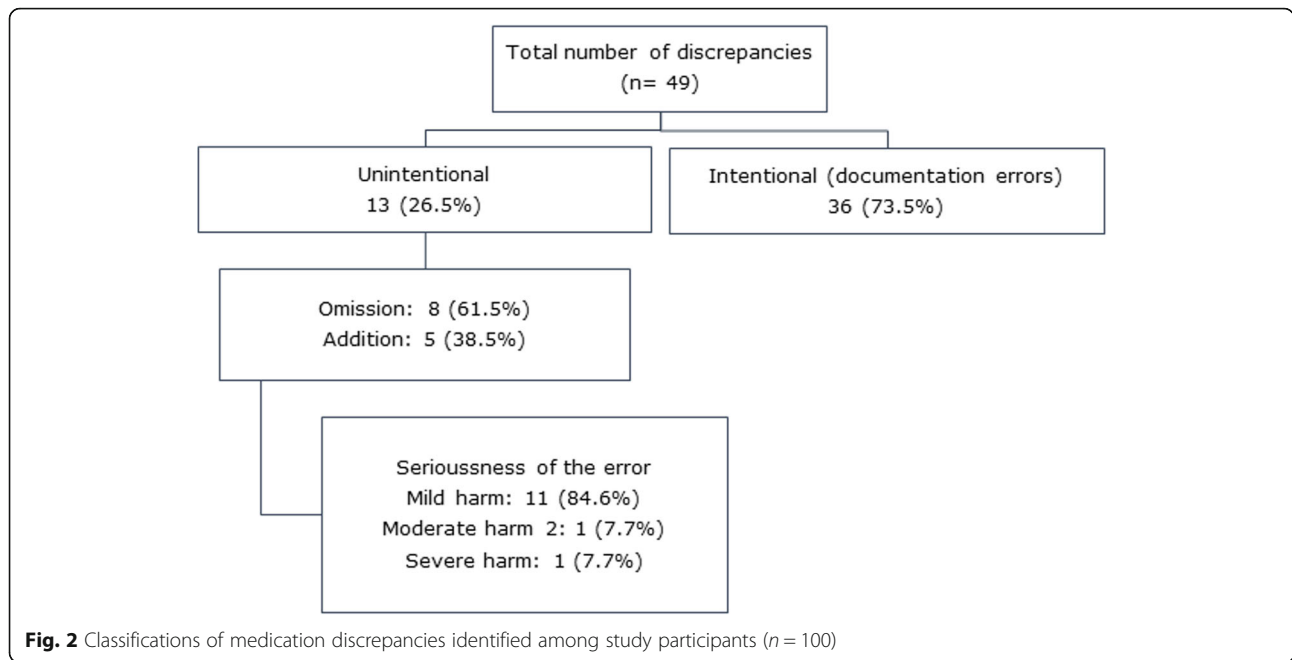 Total number of discrepancies
(n= 49)
Unintentional
13 (26.5%)
Intentional (documentation errors)
36 (73.5%)
Omission: 8 (61.5%)
Addition: 5 (38.5%)
Serioussness of the error
Mild harm: 11 (84.6%)
Moderate harm 2: 1 (7.7%)
Severe harm: 1 (7.7%)
Fig. 2 Classifications of medication discrepancies identified among study participants (n = 100)